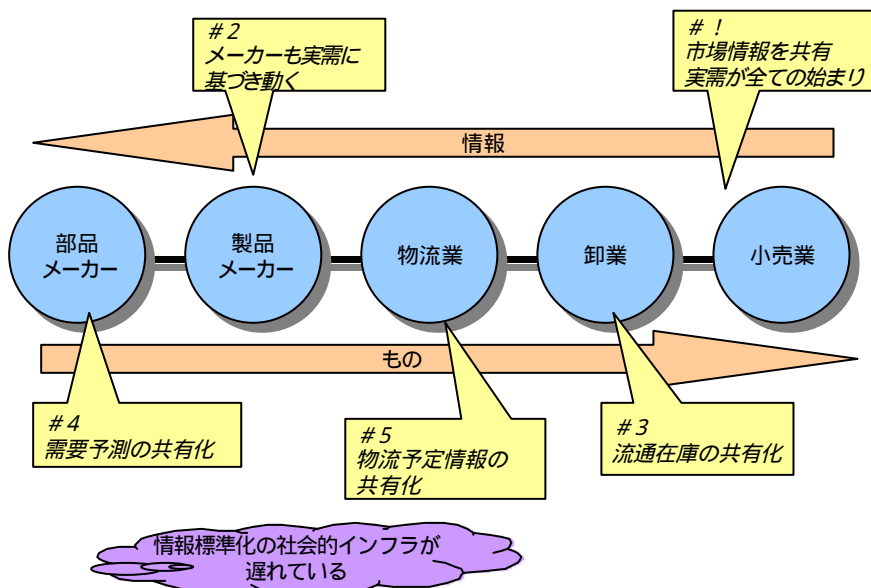 #2
メーカーも実需に
基づき動く
#！
市場情報を共有
実需が全ての始まり
情報
部品
メーカー
製品
メーカー
物流業
卸業
小売業
もの
#4
需要予測の共有化
#5
物流予定情報の
共有化
#3
流通在庫の共有化
情報標準化の社会的インフラが
遅れている